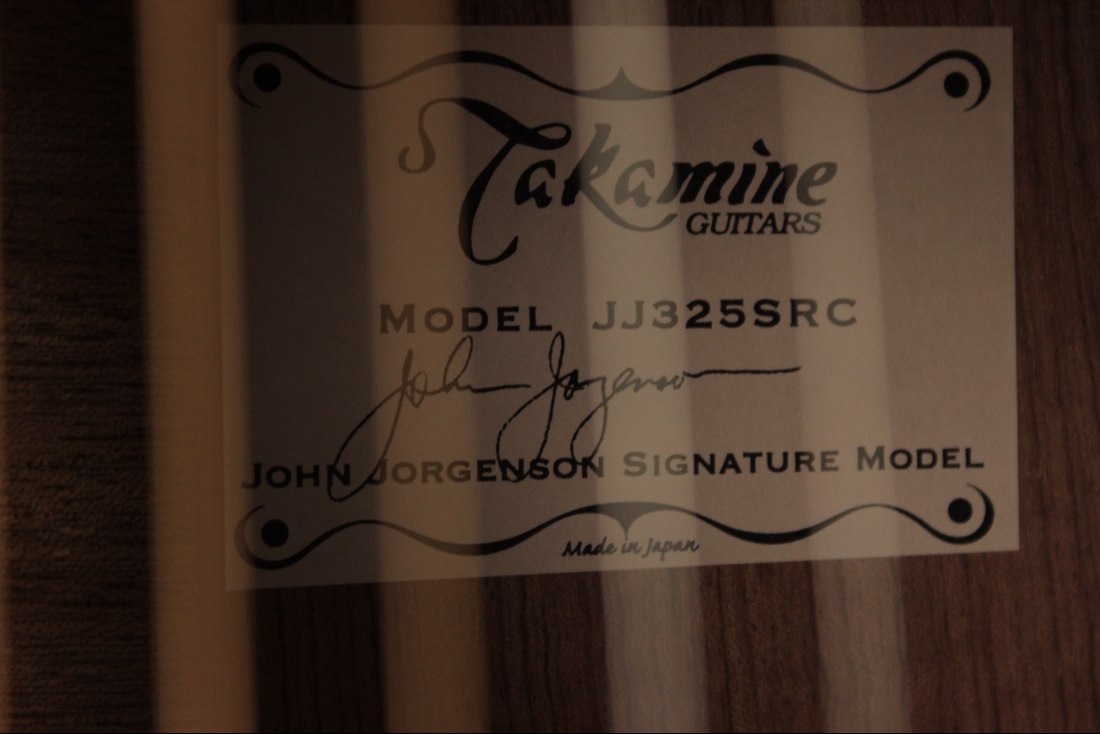 Takamine
GUITARS
MODEL JJ325SRC
John Jorgenson
JOHN JORGENSON SIGNATURE MODEL
Made in Japan